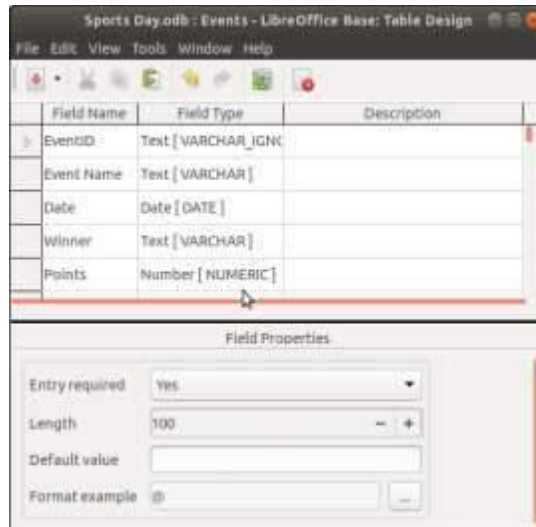 Sports Day.odb : Events - LibreOffice Base: Table Design
File Edit View Tools Window Help
Field Name Field Type Description
EventID Text [ VARCHAR_IGNC
Event Name Text [ VARCHAR ]
Date Date [ DATE ]
Winner Text [ VARCHAR ]
Points Number [ NUMERIC ]
Field Properties
Entry required Yes
Length 100
Default value
Format example @